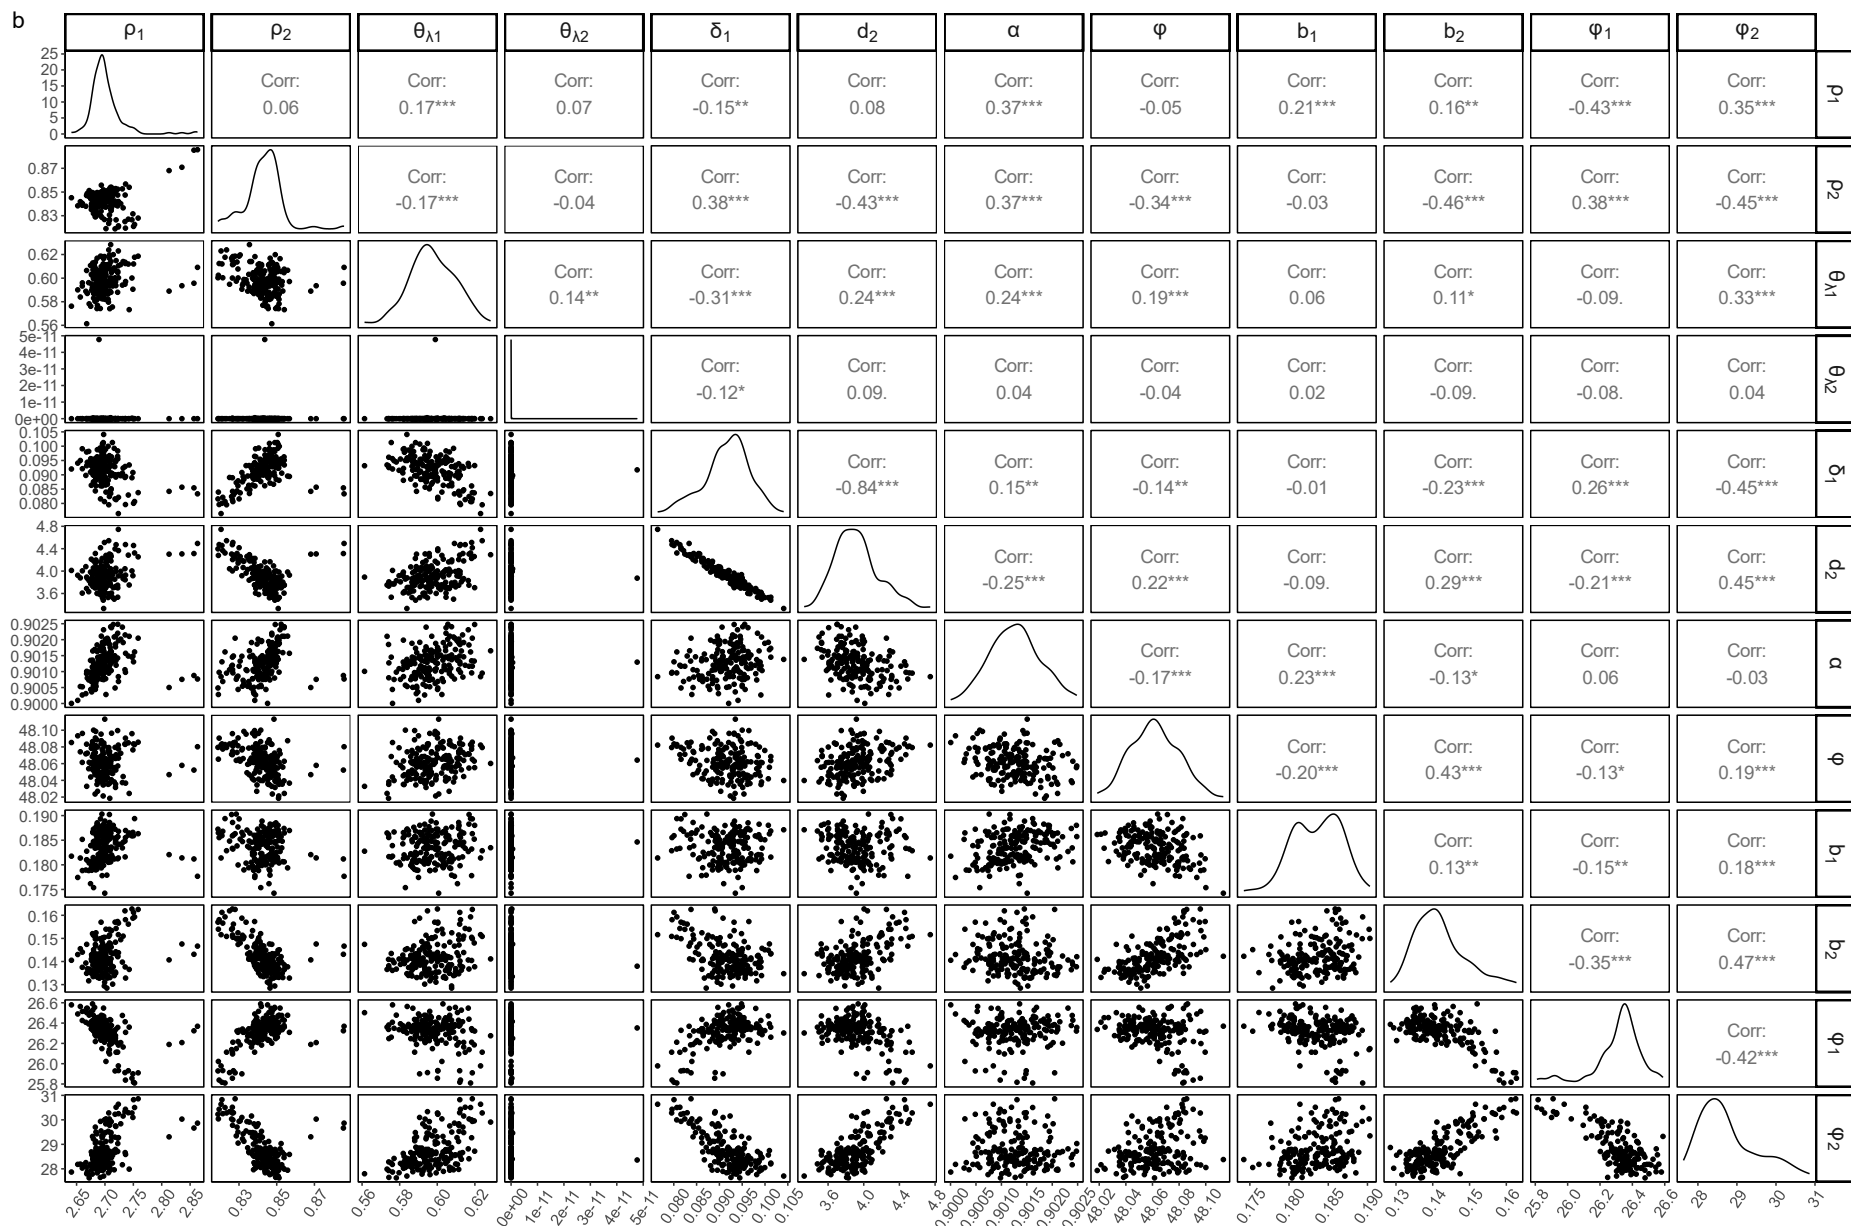 b
ρ1 ρ2 θλ1 θλ2 δ1 d2 α φ b1 b2 φ1 φ2
25
20
15
10
5
0
Corr: Corr: Corr: Corr: Corr: Corr: Corr: Corr: Corr: Corr: Corr:
0.06 0.17*** 0.07 -0.15** 0.08 0.37*** -0.05 0.21*** 0.16** -0.43*** 0.35***
ρ1
0.87
0.85
0.83
Corr: Corr: Corr: Corr: Corr: Corr: Corr: Corr: Corr: Corr:
-0.17*** -0.04 0.38*** -0.43*** 0.37*** -0.34*** -0.03 -0.46*** 0.38*** -0.45***
ρ2
0.62
0.60
0.58
0.56
Corr: Corr: Corr: Corr: Corr: Corr: Corr: Corr: Corr:
0.14** -0.31*** 0.24*** 0.24*** 0.19*** 0.06 0.11* -0.09. 0.33***
θλ1
5e-11
4e-11
3e-11
2e-11
1e-11
0e+00
Corr: Corr: Corr: Corr: Corr: Corr: Corr: Corr:
-0.12* 0.09. 0.04 -0.04 0.02 -0.09. -0.08. 0.04
θλ2
0.105
0.100
0.095
0.090
0.085
0.080
Corr: Corr: Corr: Corr: Corr: Corr: Corr:
-0.84*** 0.15** -0.14** -0.01 -0.23*** 0.26*** -0.45***
δ1
4.8
4.4
4.0
3.6
Corr: Corr: Corr: Corr: Corr: Corr:
-0.25*** 0.22*** -0.09. 0.29*** -0.21*** 0.45***
d2
0.9025
0.9020
0.9015
0.9010
0.9005
0.9000
Corr: Corr: Corr: Corr: Corr:
-0.17*** 0.23*** -0.13* 0.06 -0.03
α
48.10
48.08
48.06
48.04
48.02
Corr: Corr: Corr: Corr:
-0.20*** 0.43*** -0.13* 0.19***
φ
0.190
0.185
0.180
0.175
Corr: Corr: Corr:
0.13** -0.15** 0.18***
b1
0.16
0.15
0.14
0.13
Corr: Corr:
-0.35*** 0.47***
b2
26.6
26.4
26.2
26.0
25.8
Corr:
-0.42***
φ1
31
30
29
28
φ2
2.65 2.70 2.75 2.80 2.85 0.83 0.85 0.87 0.56 0.58 0.60 0.62 0e+00 1e-11 2e-11 3e-11 4e-11 5e-11 0.080 0.085 0.090 0.095 0.100 0.105 3.6 4.0 4.4 4.8 0.9000 0.9005 0.9010 0.9015 0.9020 0.9025 48.02 48.04 48.06 48.08 48.10 0.175 0.180 0.185 0.190 0.13 0.14 0.15 0.16 25.8 26.0 26.2 26.4 26.6 28 29 30 31